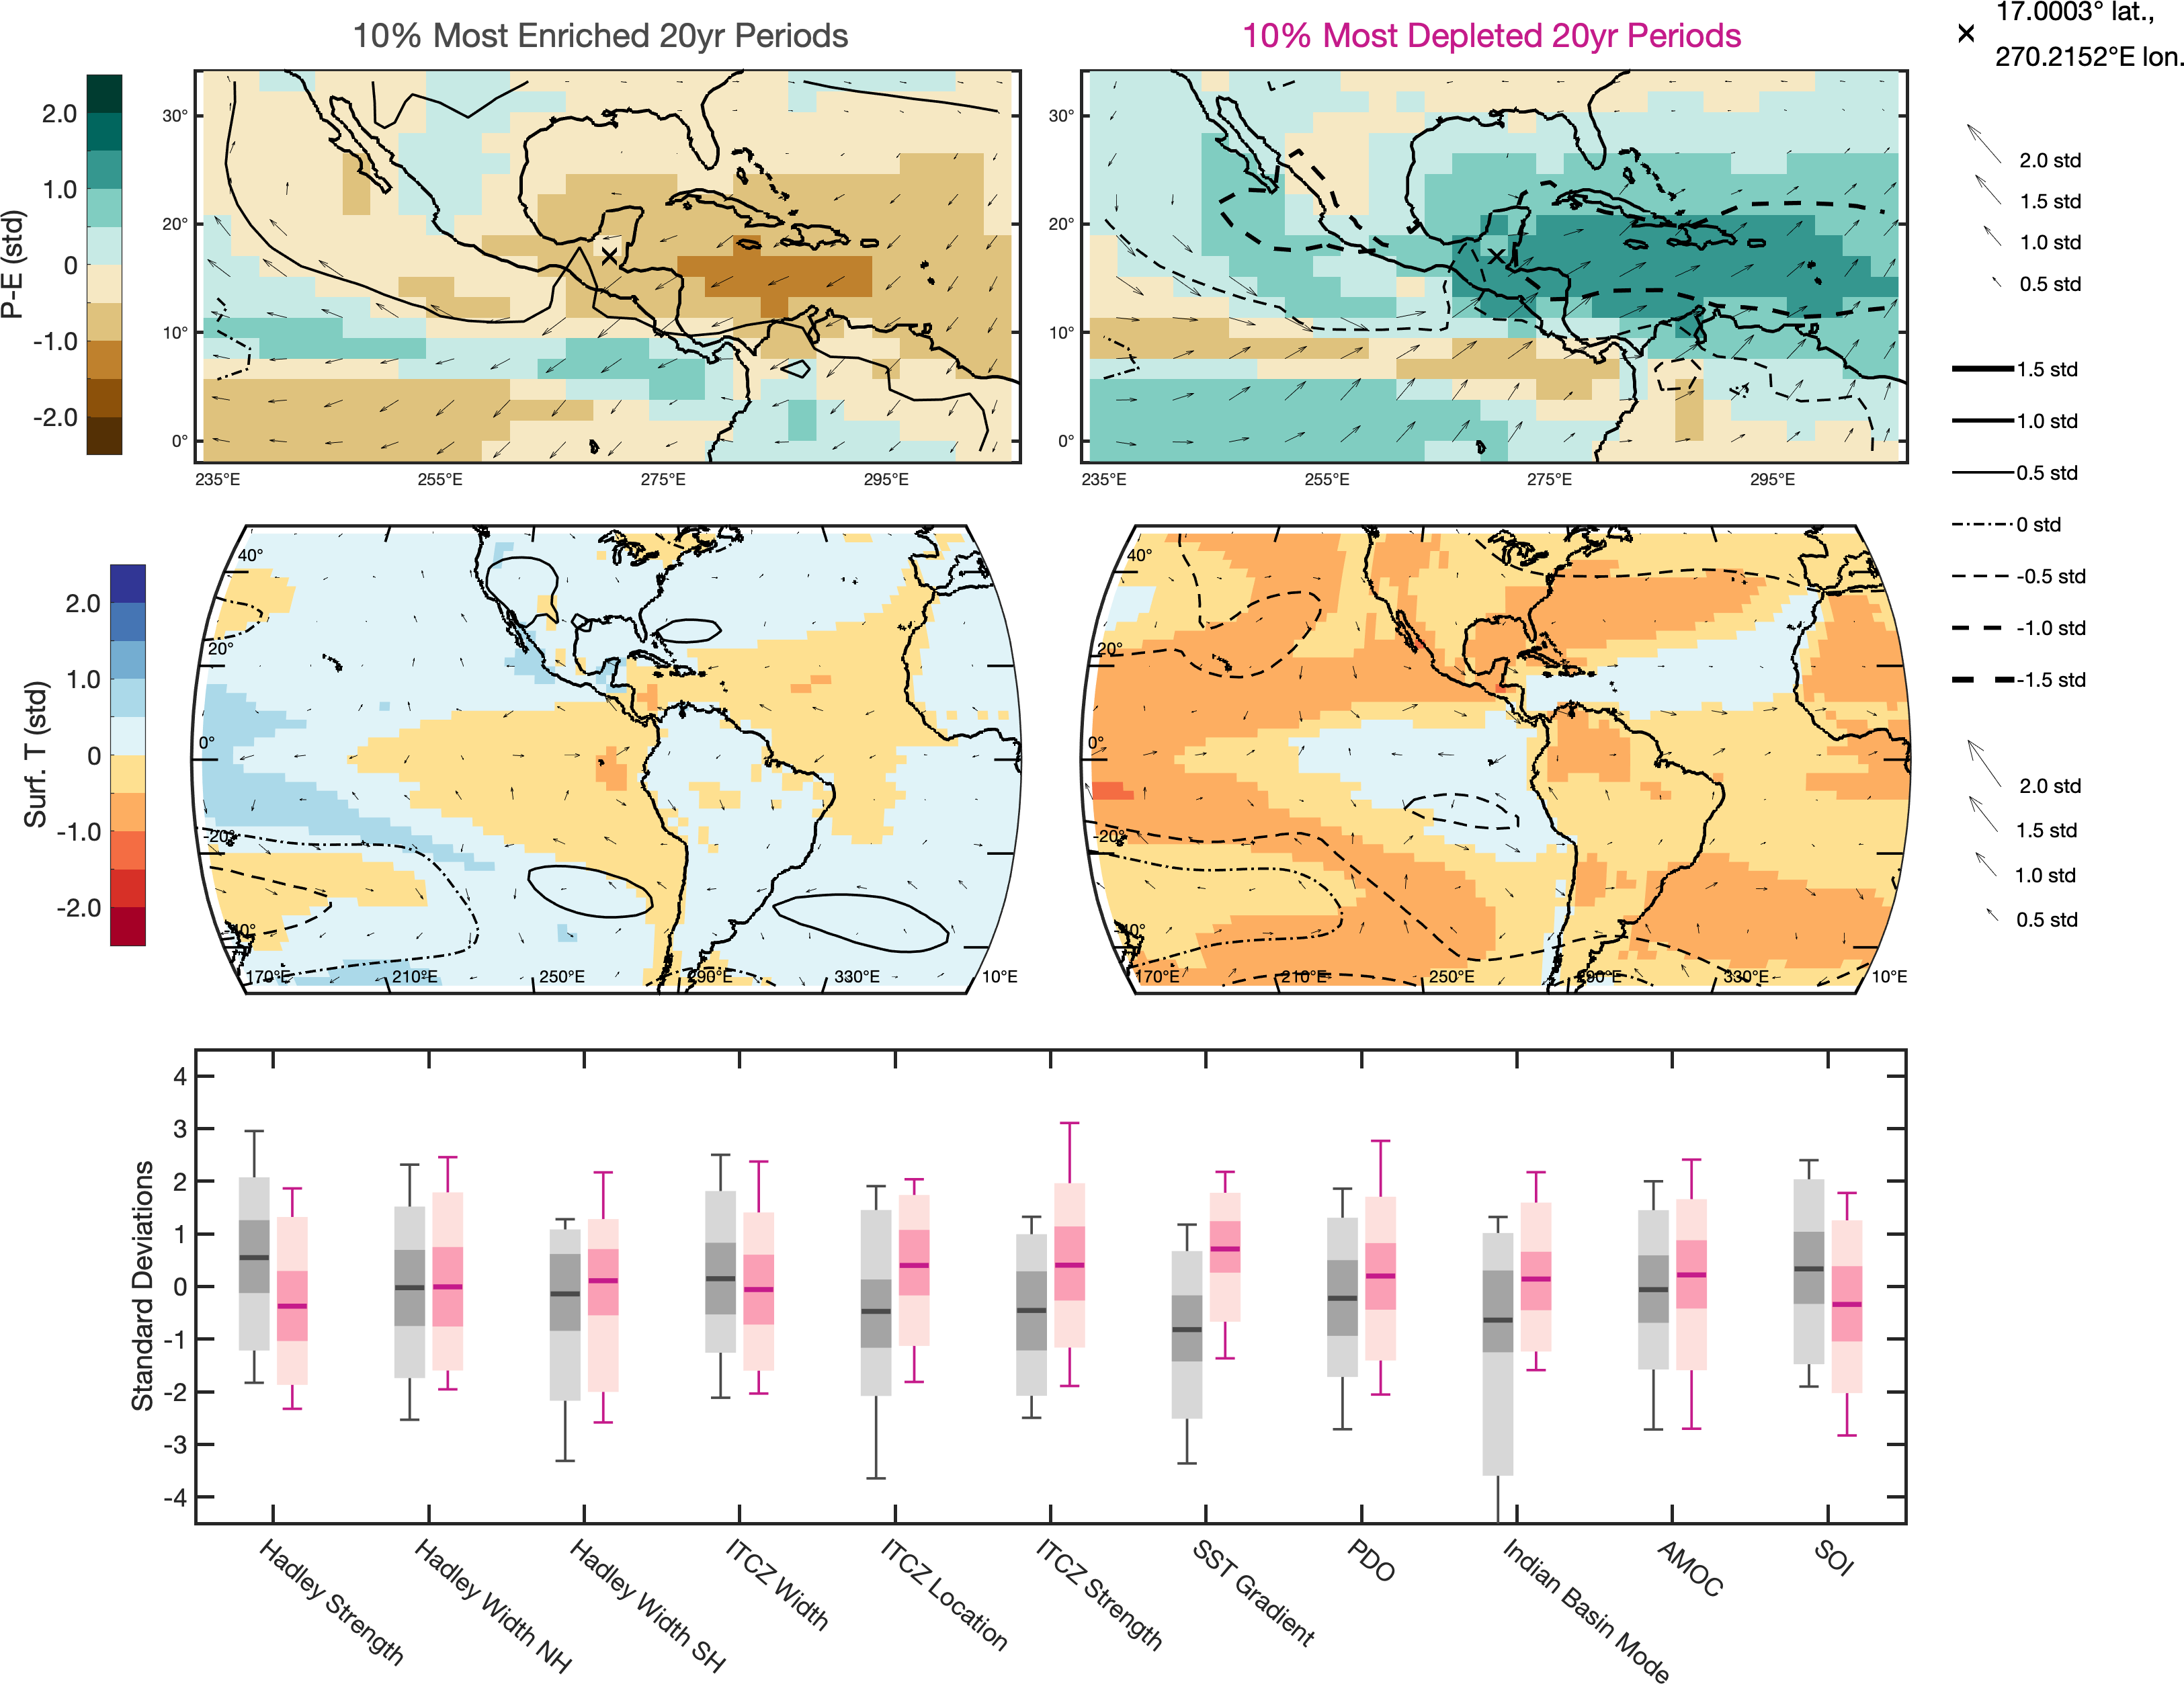 10% Most Enriched 20yr Periods
10% Most Depleted 20yr Periods
17.0003° lat.,
270.2152°E lon.
P-E (std)
2.0
1.0
0
-1.0
-2.0
30°
20°
10°
0°
235°E
255°E
275°E
295°E
30°
20°
10°
0°
235°E
255°E
275°E
295°E
2.0 std
1.5 std
1.0 std
0.5 std
1.5 std
1.0 std
0.5 std
0 std
-0.5 std
-1.0 std
-1.5 std
2.0 std
1.5 std
1.0 std
0.5 std
Surf. T (std)
2.0
1.0
0
-1.0
-2.0
40°
20°
0°
-20°
-40°
170°E
210°E
250°E
290°E
330°E
10°E
40°
20°
0°
-20°
-40°
170°E
210°E
250°E
290°E
330°E
10°E
Standard Deviations
4
3
2
1
0
-1
-2
-3
-4
Hadley Strength
Hadley Width NH
Hadley Width SH
ITCZ Width
ITCZ Location
ITCZ Strength
SST Gradient
PDO
Indian Basin Mode
AMOC
SOI